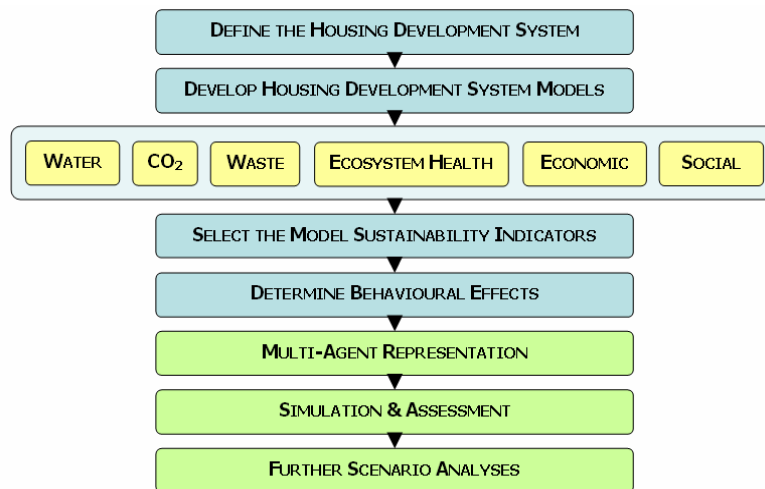 DEFINE THE HOUSING DEVELOPMENT SYSTEM
DEVELOP HOUSING DEVELOPMENT SYSTEM MODELS
WATER CO₂ WASTE ECOSYSTEM HEALTH ECONOMIC SOCIAL
SELECT THE MODEL SUSTAINABILITY INDICATORS
DETERMINE BEHAVIOURAL EFFECTS
MULTI-AGENT REPRESENTATION
SIMULATION & ASSESSMENT
FURTHER SCENARIO ANALYSES